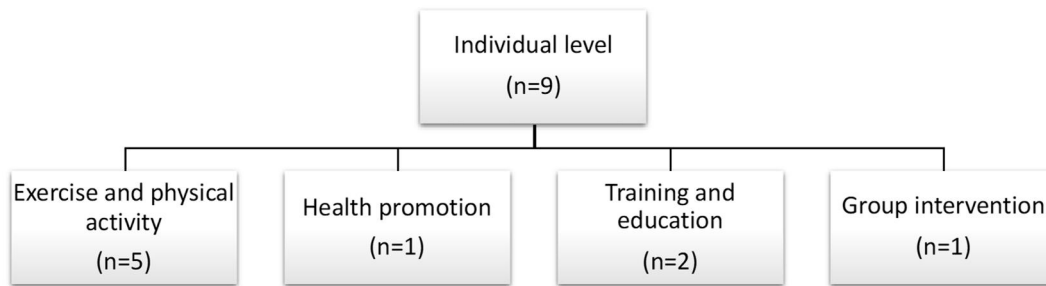 Individual level
(n=9)
Exercise and physical
activity
(n=5)
Health promotion
(n=1)
Training and
education
(n=2)
Group intervention
(n=1)